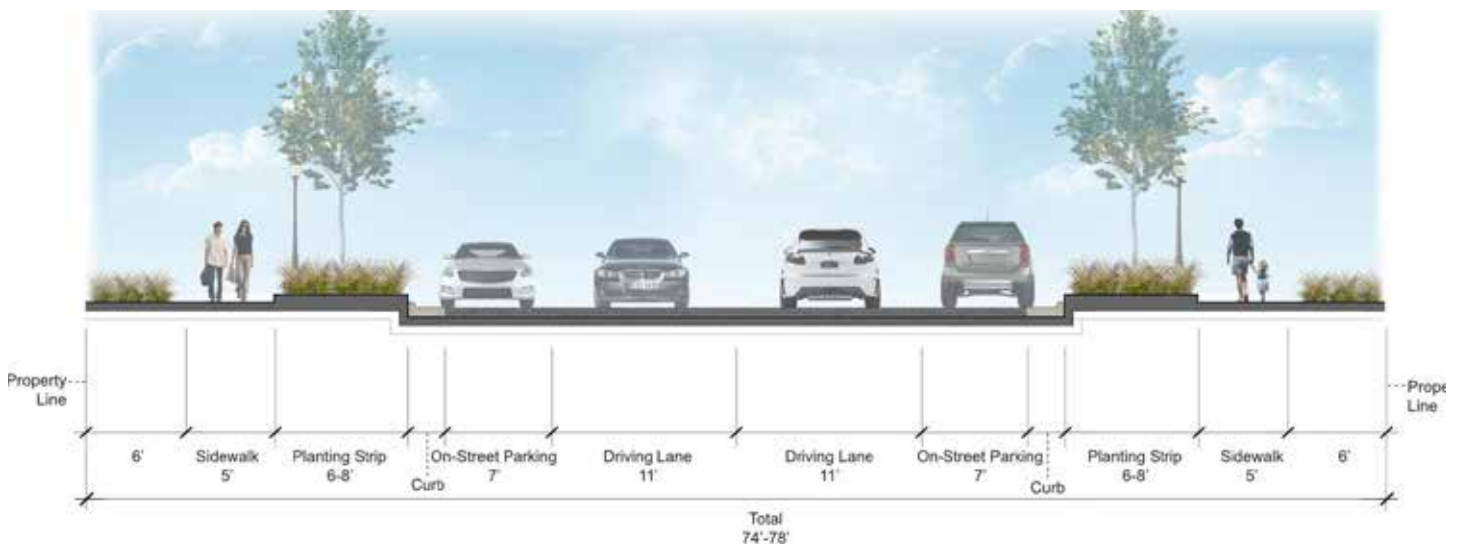 Property
Line
Prope
Line
6'
Sidewalk
5'
Planting Strip
6-8'
Curb
On-Street Parking
7'
Driving Lane
11'
Driving Lane
11'
On-Street Parking
7'
Curb
Planting Strip
6-8'
Sidewalk
5'
6'
Total
74'-78'